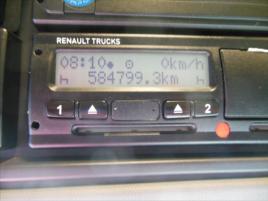 RENAULT TRUCKS
08:10 0km/h
h 584799.3km h
1 2